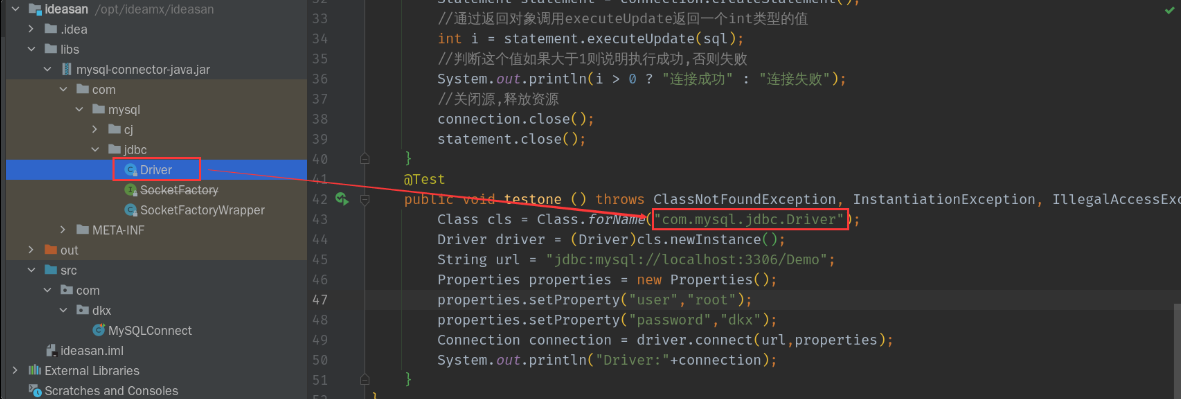 ideasan /opt/ideamx/ideasan
.idea
libs
mysql-connector-java.jar
com
mysql
cj
jdbc
Driver
SocketFactory
SocketFactoryWrapper
META-INF
out
src
com
dkx
MySQLConnect
ideasan.iml
External Libraries
Scratches and Consoles
33 //通过返回对象调用executeUpdate返回一个int类型的值
34 int i = statement.executeUpdate(sql);
35 //判断这个值如果大于1则说明执行成功,否则失败
36 System.out.println(i > 0 ? "连接成功" : "连接失败");
37 //关闭源,释放资源
38 connection.close();
39 statement.close();
40 }
41 @Test
42 public void testone () throws ClassNotFoundException, InstantiationException, IllegalAccessExc
43 Class cls = Class.forName("com.mysql.jdbc.Driver");
44 Driver driver = (Driver)cls.newInstance();
45 String url = "jdbc:mysql://localhost:3306/Demo";
46 Properties properties = new Properties();
47 properties.setProperty("user","root");
48 properties.setProperty("password","dkx");
49 Connection connection = driver.connect(url,properties);
50 System.out.println("Driver:"+connection);
51 }